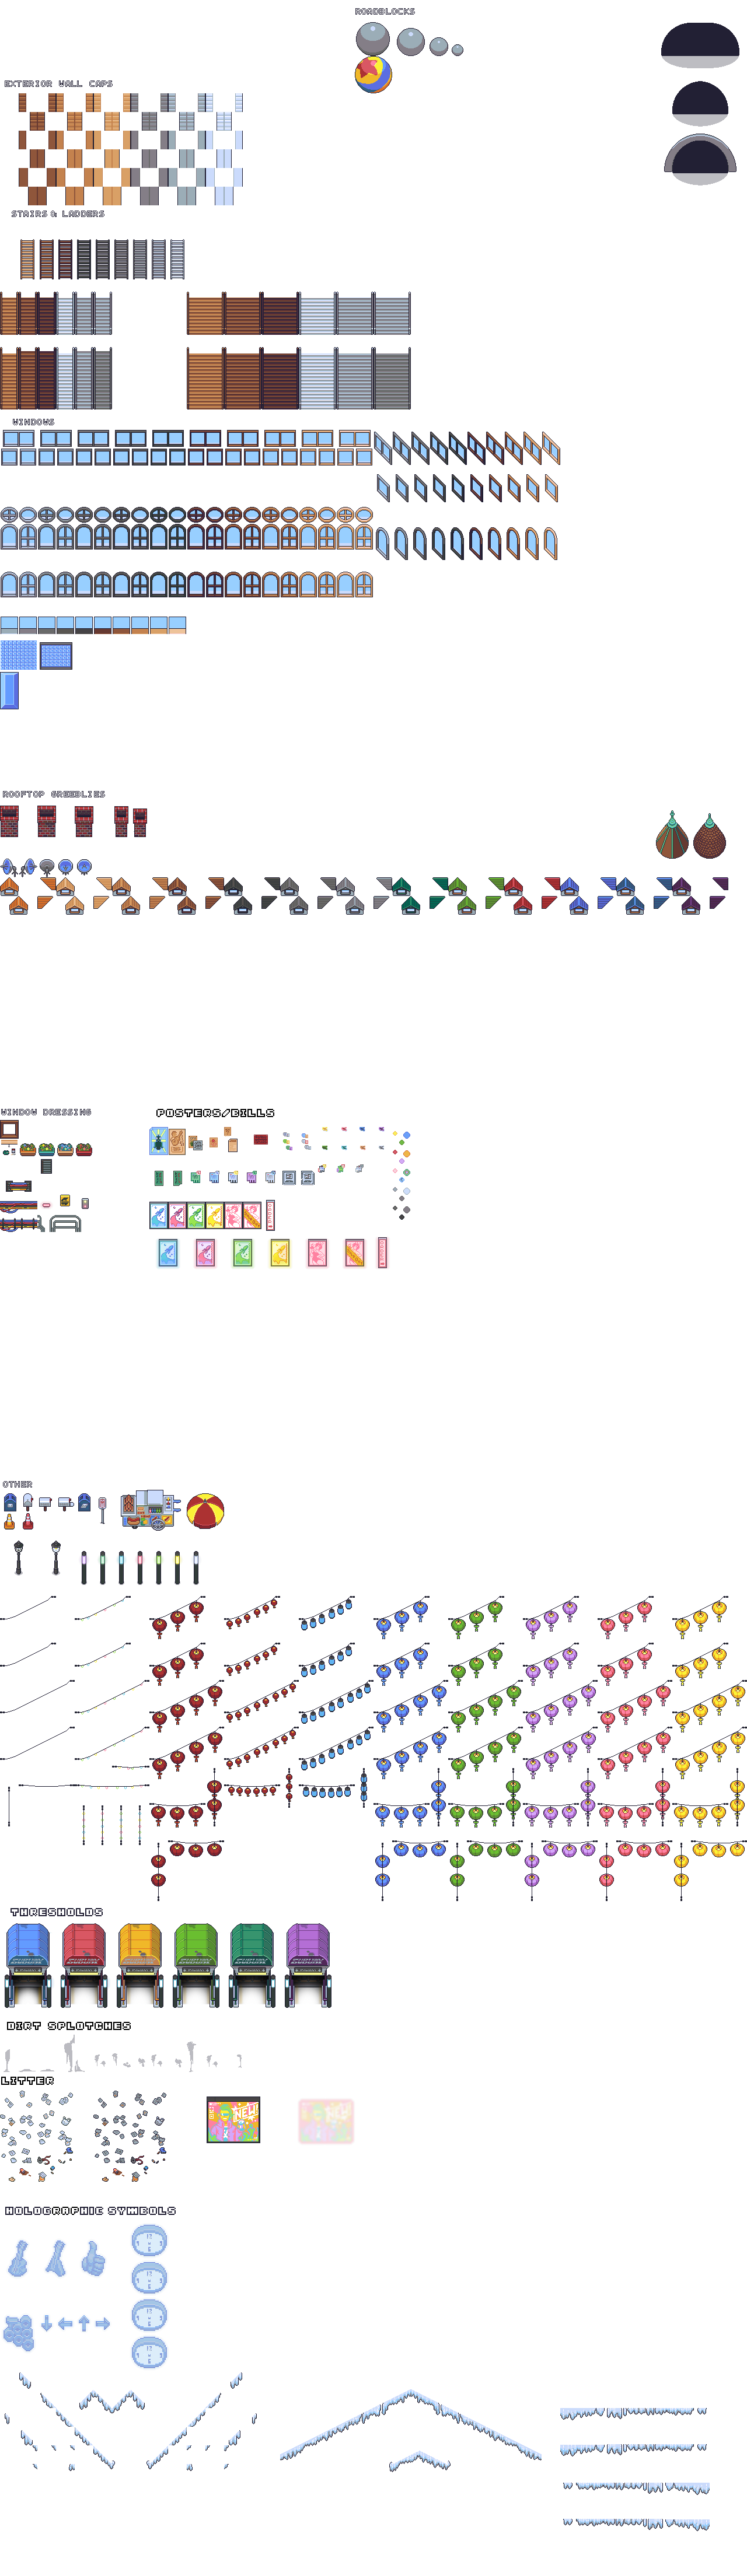 ROADBLOCKS
EXTERIOR WALL CAPS
STAIRS & LADDERS
WINDOWS
ROOFTOP GREEBLIES
WINDOW DRESSING
POSTERS/BILLS
OTHER
THRESHOLDS
DIRT SPLOTCHES
LITTER
NEW!
HOLOGRAPHIC SYMBOLS